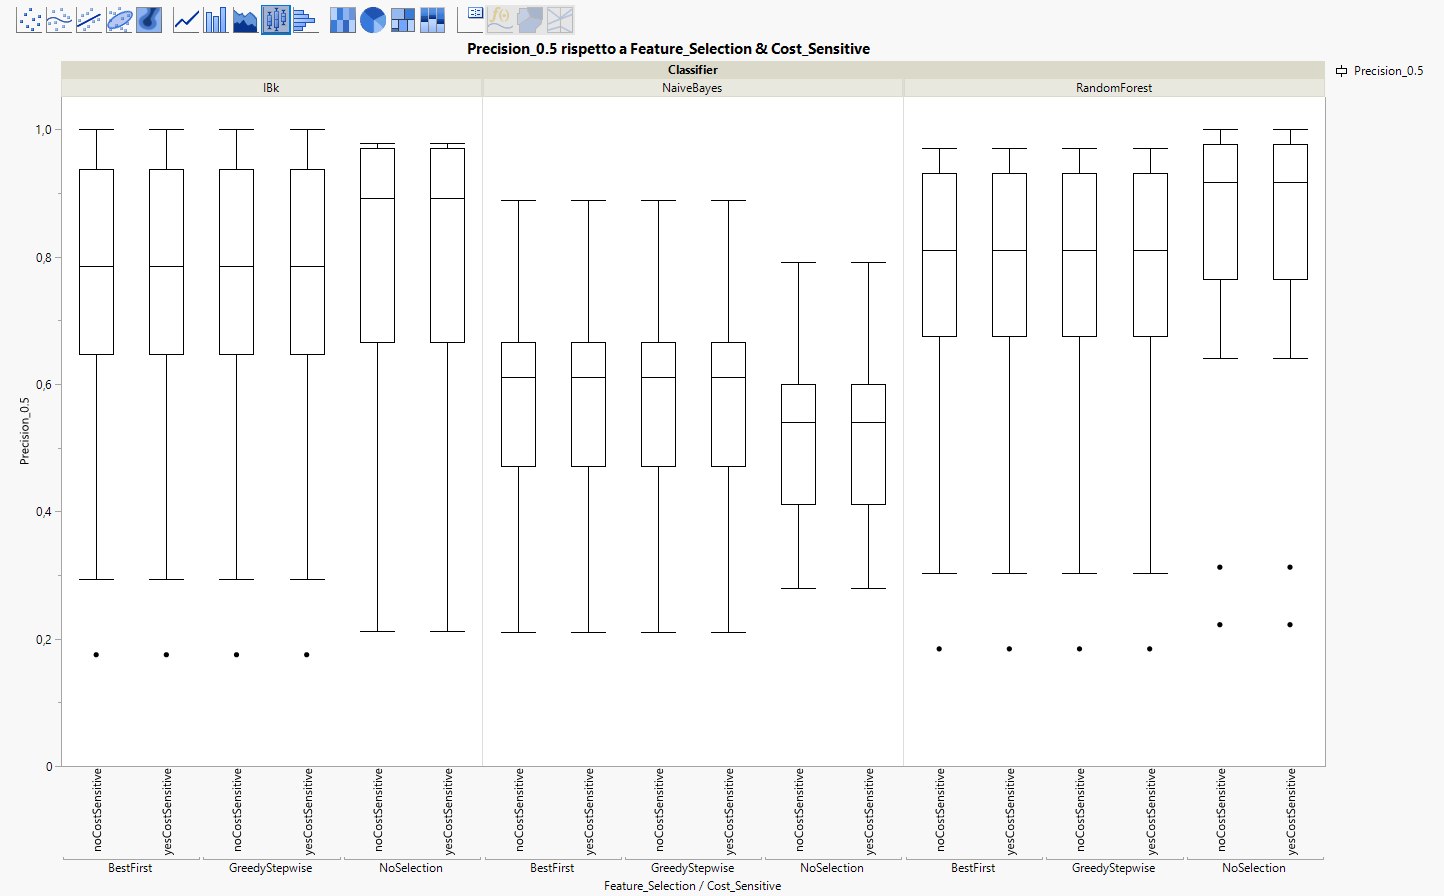 Precision_0.5 rispetto a Feature_Selection & Cost_Sensitive
Classifier
IBk NaiveBayes RandomForest
Precision_0.5
1,0
0,8
0,6
0,4
0,2
0
Precision_0.5
noCostSensitive yesCostSensitive noCostSensitive yesCostSensitive noCostSensitive yesCostSensitive noCostSensitive yesCostSensitive noCostSensitive yesCostSensitive noCostSensitive yesCostSensitive noCostSensitive yesCostSensitive noCostSensitive yesCostSensitive noCostSensitive yesCostSensitive
BestFirst GreedyStepwise NoSelection BestFirst GreedyStepwise NoSelection BestFirst GreedyStepwise NoSelection
Feature_Selection / Cost_Sensitive